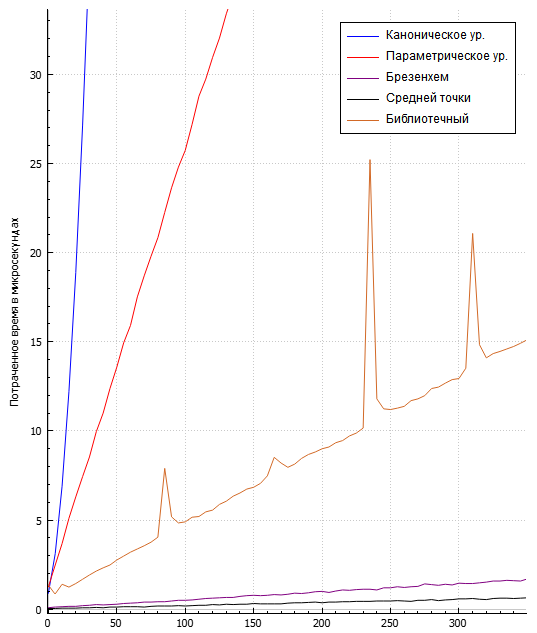 Каноническое ур.
Параметрическое ур.
Брезенхем
Средней точки
Библиотечный
Потраченное время в микросекундах
30
25
20
15
10
5
0
0 50 100 150 200 250 300